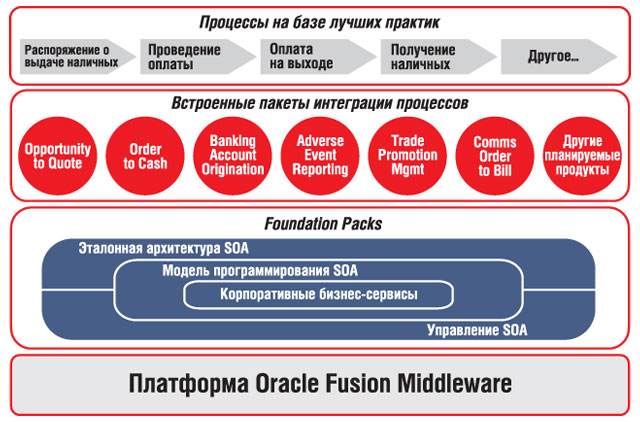 Процессы на базе лучших практик
Распоряжение о
выдаче наличных
Проведение
оплаты
Оплата
на выходе
Получение
наличных
Другое...
Встроенные пакеты интеграции процессов
Opportunity
to Quote
Order
to Cash
Banking
Account
Origination
Adverse
Event
Reporting
Trade
Promotion
Mgmt
Comms
Order
to Bill
Другие
планируемые
продукты
Foundation Packs
Эталонная архитектура SOA
Модель программирования SOA
Корпоративные бизнес-сервисы
Управление SOA
Платформа Oracle Fusion Middleware